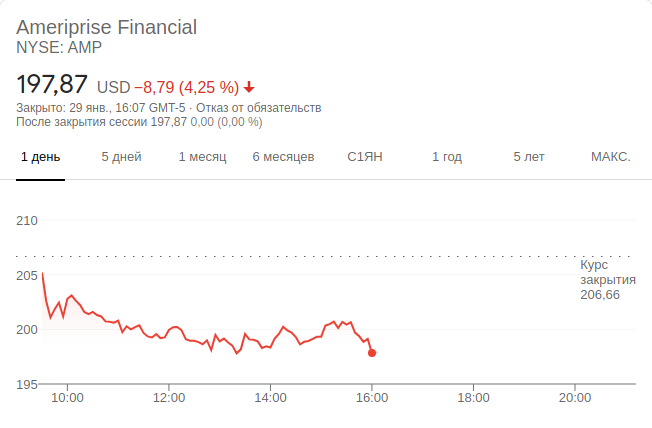 Ameriprise Financial
NYSE: AMP
197,87 USD −8,79 (4,25 %)
Закрыто: 29 янв., 16:07 GMT-5 · Отказ от обязательств
После закрытия сессии 197,87 0,00 (0,00 %)
1 день 5 дней 1 месяц 6 месяцев С1ЯН 1 год 5 лет МАКС.
210
Курс
закрытия
206,66
205
200
195
10:00 12:00 14:00 16:00 18:00 20:00